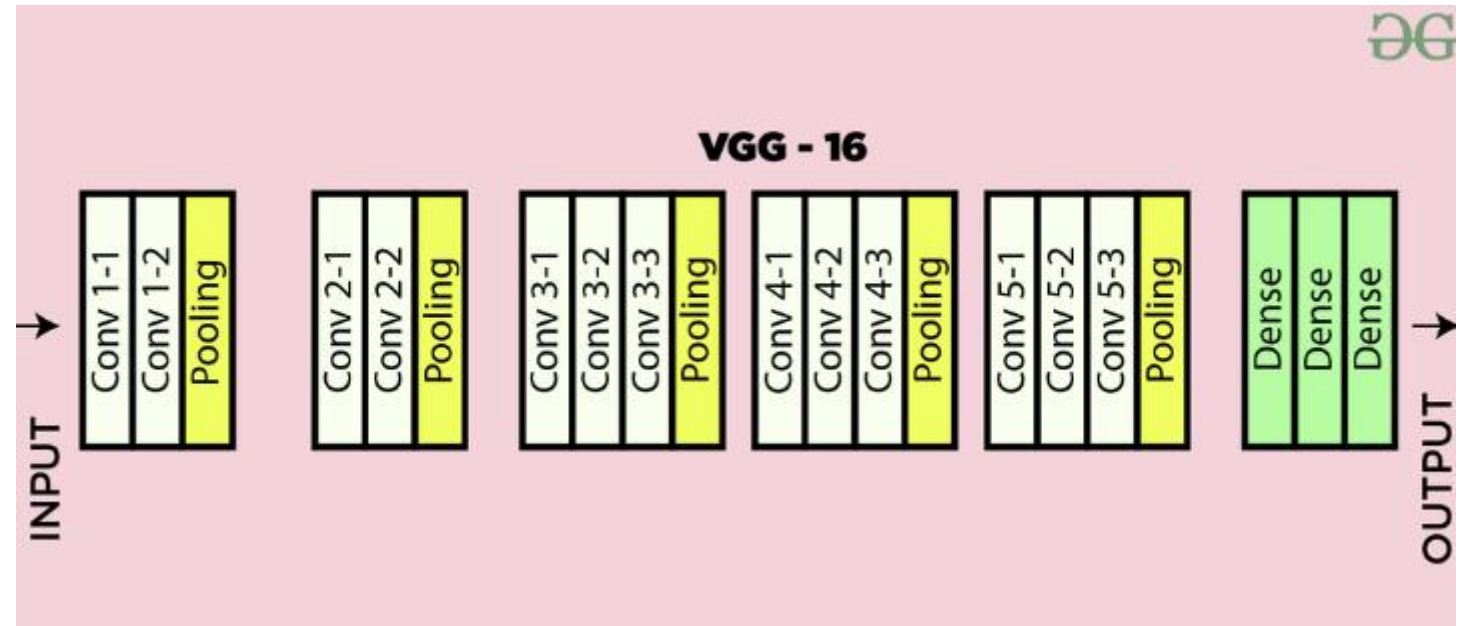 VGG - 16
INPUT
Conv 1-1
Conv 1-2
Pooling
Conv 2-1
Conv 2-2
Pooling
Conv 3-1
Conv 3-2
Conv 3-3
Pooling
Conv 4-1
Conv 4-2
Conv 4-3
Pooling
Conv 5-1
Conv 5-2
Conv 5-3
Pooling
Dense
Dense
Dense
OUTPUT